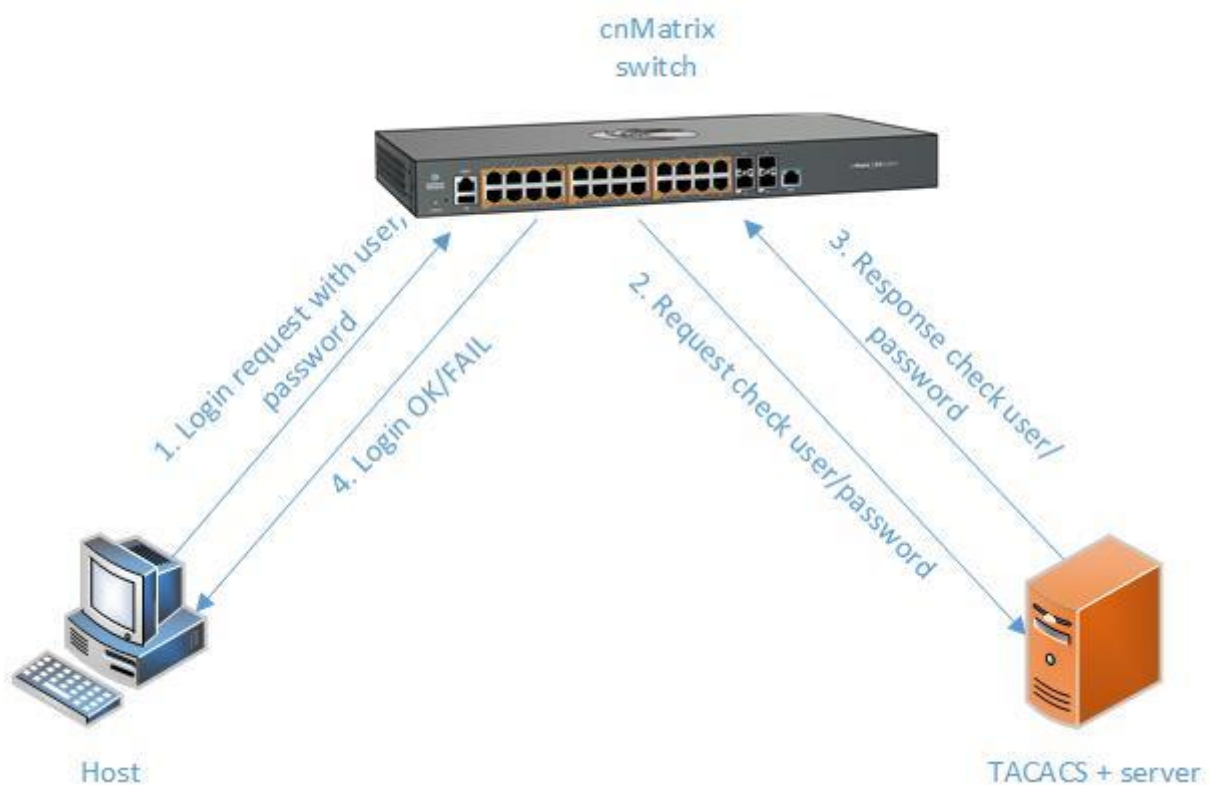 cnMatrix
switch
1. Login request with user,
password
4. Login OK/FAIL
2. Request check user/password
3. Response check user/
password
Host
TACACS + server